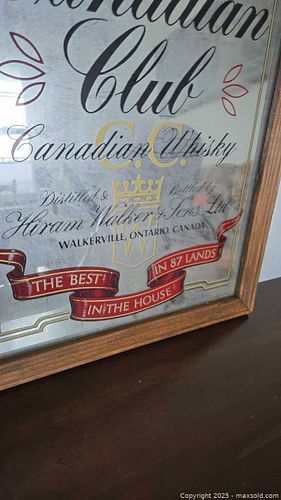 Canadian
Club
C.C.
Canadian Whisky
Distilled & Bottled by
Hiram Walker & Sons Ltd
WALKERVILLE, ONTARIO CANADA
THE BEST
IN THE HOUSE
IN 87 LANDS
Copyright 2025 - maxsold.com